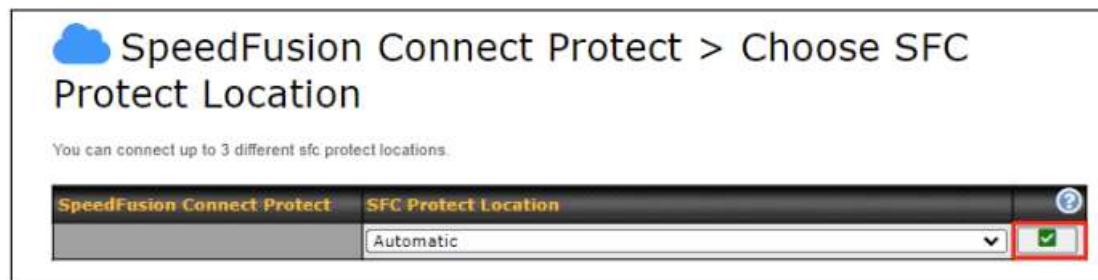 SpeedFusion Connect Protect > Choose SFC
Protect Location
You can connect up to 3 different sfc protect locations.
SpeedFusion Connect Protect SFC Protect Location ?
Automatic